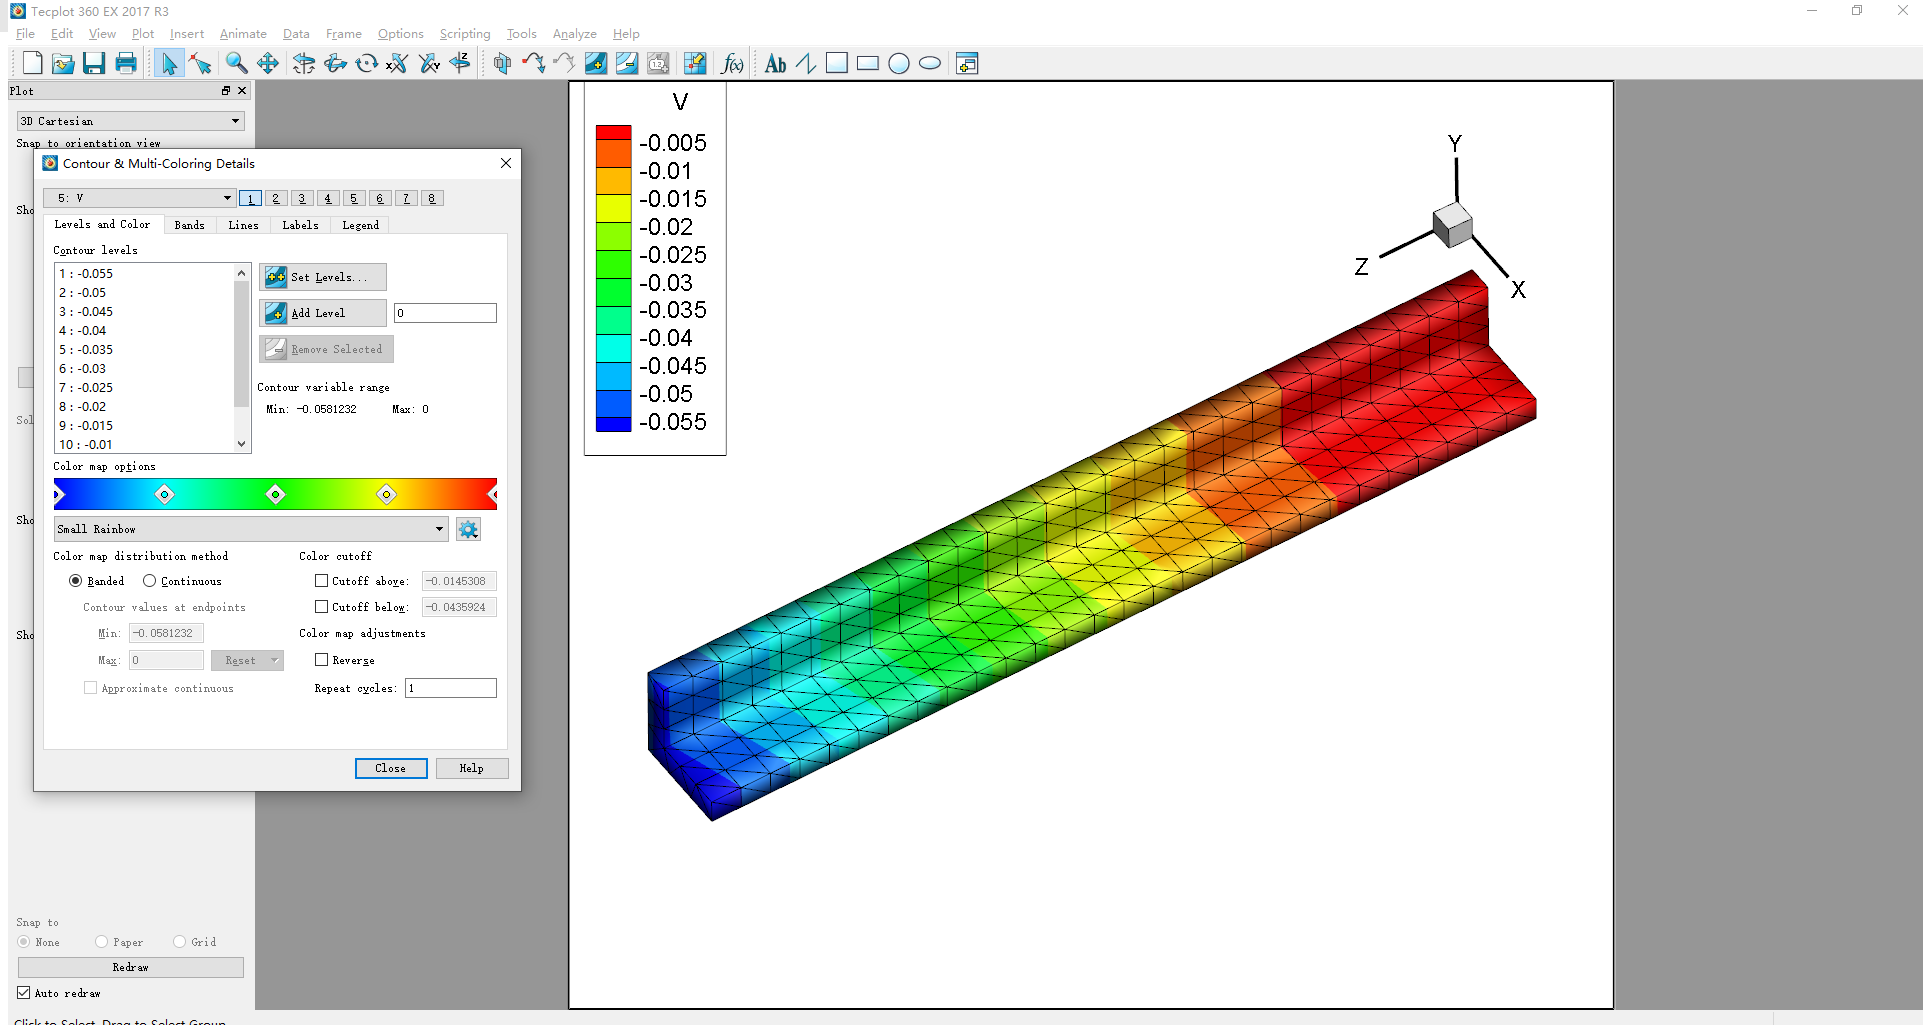 Tecplot 360 EX 2017 R3
File Edit View Plot Insert Animate Data Frame Options Scripting Tools Analyze Help
Ab
f(x)
Plot
3D Cartesian
Snap to orientation view
Contour & Multi-Coloring Details
5: V
1 2 3 4 5 6 7 8
Sho
Levels and Color Bands Lines Labels Legend
Contour levels
1 : -0.055
2 : -0.05
3 : -0.045
4 : -0.04
5 : -0.035
6 : -0.03
7 : -0.025
8 : -0.02
9 : -0.015
10 : -0.01
Set Levels...
Add Level 0
Remove Selected
Contour variable range
Min: -0.0581232 Max: 0
Sol
Color map options
Sho
Small Rainbow
Color map distribution method
Banded Continuous
Contour values at endpoints
Min: -0.0581232
Max: 0 Reset
Approximate continuous
Color cutoff
Cutoff above: -0.0145308
Cutoff below: -0.0435924
Color map adjustments
Reverse
Repeat cycles: 1
Sho
Close Help
Snap to
None Paper Grid
Redraw
Auto redraw
Click to Select, Drag to Select Group
V
-0.005
-0.01
-0.015
-0.02
-0.025
-0.03
-0.035
-0.04
-0.045
-0.05
-0.055
Y
Z
X